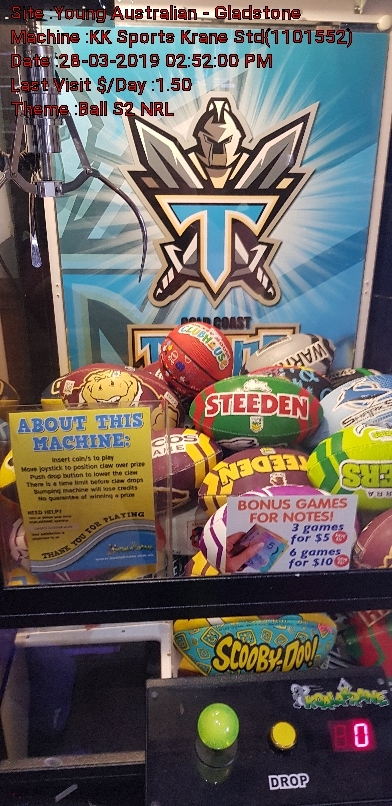 Site :Young Australian - Gladstone
Machine :KK Sports Krane Std(1101552)
Date :28-03-2019 02:52:00 PM
Last Visit $/Day :1.50
Theme :Ball S2 NRL
T
GOLD COAST
CLUBHOUSE
WARR
STEEDEN
STEEDEN
ABOUT THIS
MACHINE:
Insert coin/s to play
Move joystick to position claw over prize
Push drop button to lower the claw
There is a time limit before claw drops
Bumping machine will lose credits
No guarantee of winning a prize
NEED HELP?
THANK YOU FOR PLAYING
BONUS GAMES
FOR NOTES!
3 games
for $5
6 games
for $10
SCOOBY-DOO!
0
DROP